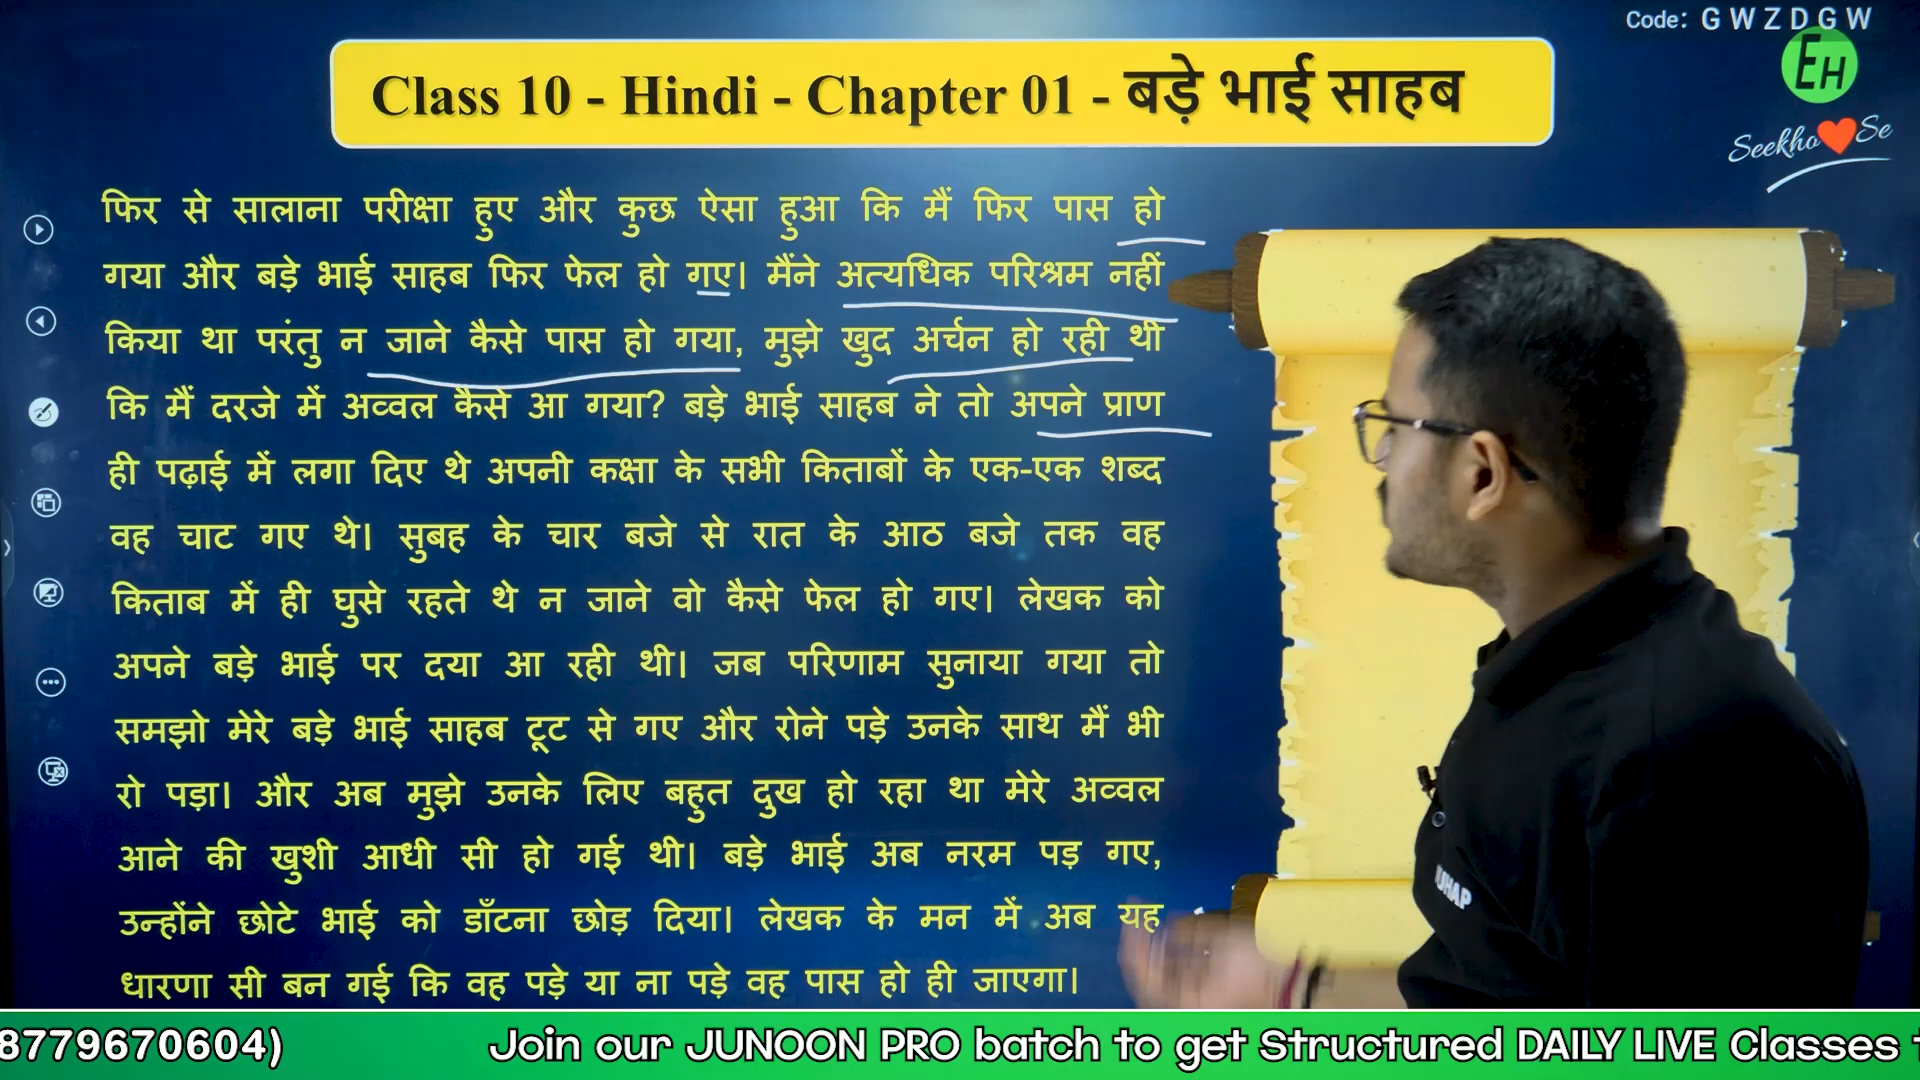 Code: G W Z D G W
EH
Seekho ❤ Se
Class 10 - Hindi - Chapter 01 - बड़े भाई साहब
फिर से सालाना परीक्षा हुए और कुछ ऐसा हुआ कि मैं फिर पास हो
गया और बड़े भाई साहब फिर फेल हो गए। मैंने अत्यधिक परिश्रम नहीं
किया था परंतु न जाने कैसे पास हो गया, मुझे खुद अर्चन हो रही थी
कि मैं दरजे में अव्वल कैसे आ गया? बड़े भाई साहब ने तो अपने प्राण
ही पढ़ाई में लगा दिए थे अपनी कक्षा के सभी किताबों के एक-एक शब्द
वह चाट गए थे। सुबह के चार बजे से रात के आठ बजे तक वह
किताब में ही घुसे रहते थे न जाने वो कैसे फेल हो गए। लेखक को
अपने बड़े भाई पर दया आ रही थी। जब परिणाम सुनाया गया तो
समझो मेरे बड़े भाई साहब टूट से गए और रोने पड़े उनके साथ मैं भी
रो पड़ा। और अब मुझे उनके लिए बहुत दुख हो रहा था मेरे अव्वल
आने की खुशी आधी सी हो गई थी। बड़े भाई अब नरम पड़ गए,
उन्होंने छोटे भाई को डाँटना छोड़ दिया। लेखक के मन में अब यह
धारणा सी बन गई कि वह पड़े या ना पड़े वह पास हो ही जाएगा।
8779670604) Join our JUNOON PRO batch to get Structured DAILY LIVE Classes